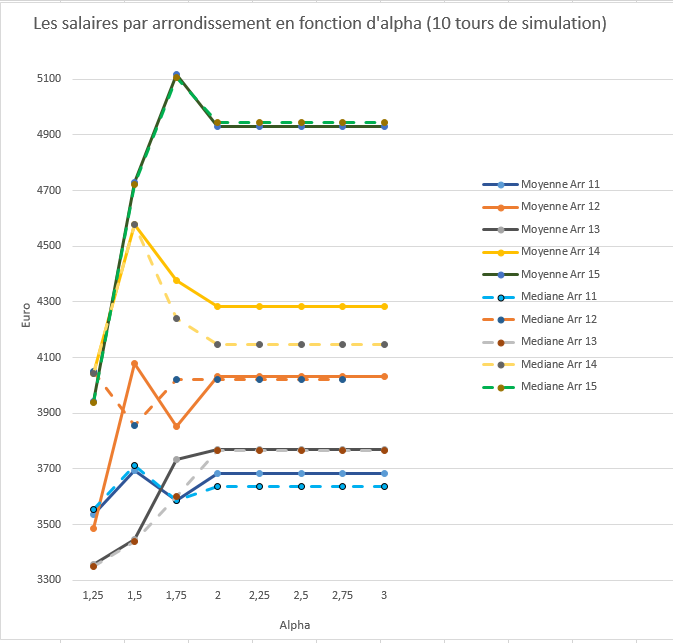 Les salaires par arrondissement en fonction d'alpha (10 tours de simulation)
5100
4900
4700
4500
4300
4100
3900
3700
3500
3300
Euro
1,25 1,5 1,75 2 2,25 2,5 2,75 3
Alpha
Moyenne Arr 11
Moyenne Arr 12
Moyenne Arr 13
Moyenne Arr 14
Moyenne Arr 15
Mediane Arr 11
Mediane Arr 12
Mediane Arr 13
Mediane Arr 14
Mediane Arr 15